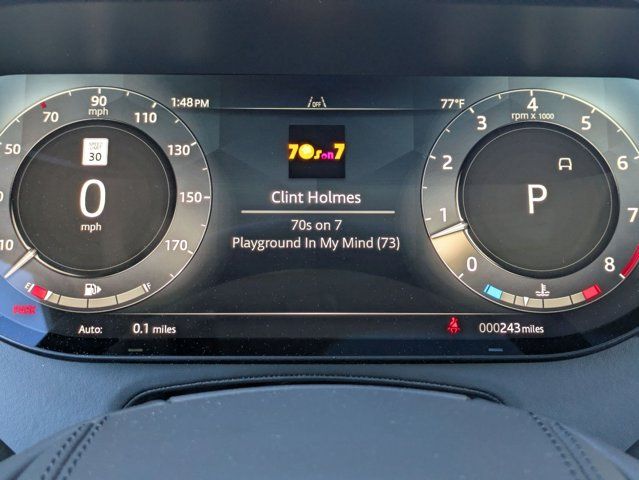 1:48 PM
OFF
77°F
90
mph
70
110
50
130
150
10
170
SPEED
LIMIT
30
0
mph
E
F
PARK
70s on 7
Clint Holmes
70s on 7
Playground In My Mind (73)
4
rpm x 1000
3
5
2
6
1
7
0
8
P
Auto:
0.1 miles
000243 miles